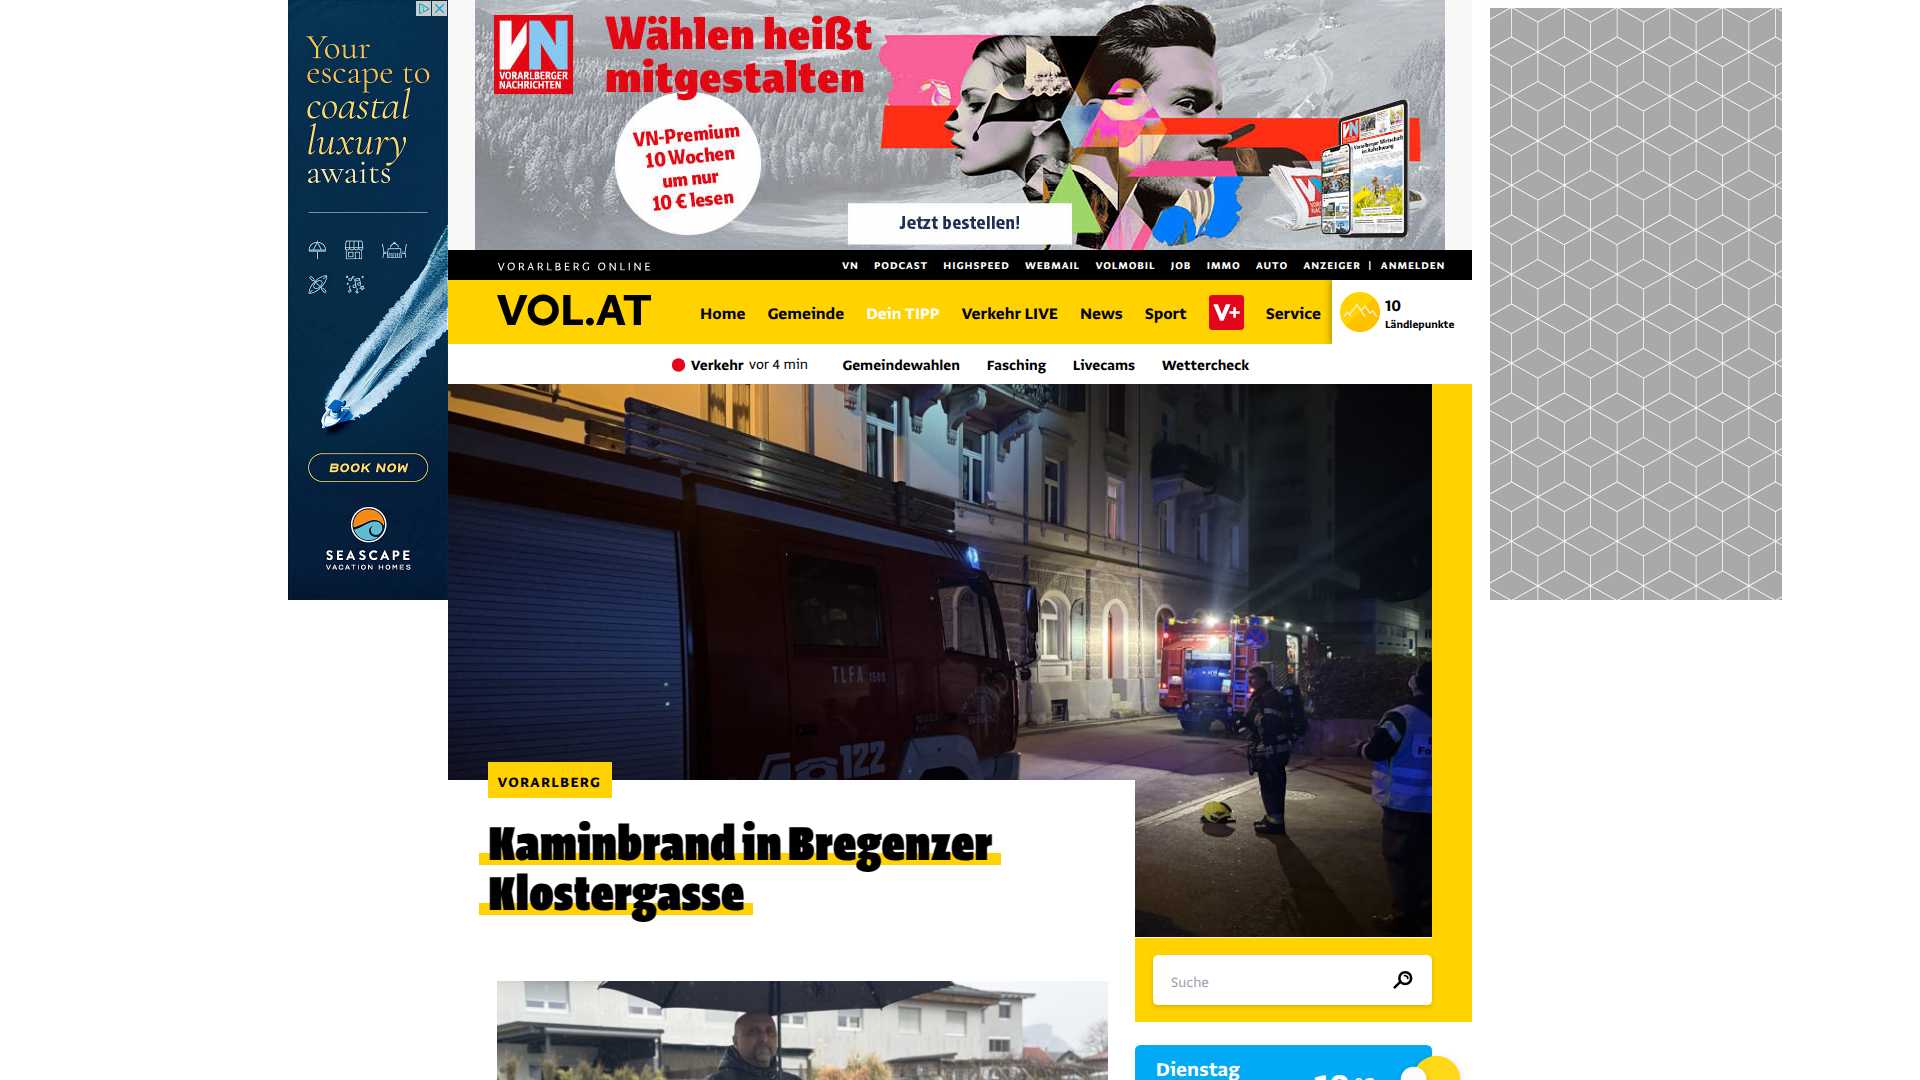 Your
escape to
coastal
luxury
awaits
BOOK NOW
SEASCAPE
VACATION HOMES
VN
VORARLBERGER
NACHRICHTEN
Wählen heißt
mitgestalten
VN-Premium
10 Wochen
um nur
10 € lesen
Jetzt bestellen!
VORARLBERG ONLINE
VN PODCAST HIGHSPEED WEBMAIL VOLMOBIL JOB IMMO AUTO ANZEIGER | ANMELDEN
VOL.AT
Home Gemeinde Dein TIPP Verkehr LIVE News Sport V+ Service
10
Ländlepunkte
Verkehr vor 4 min Gemeindewahlen Fasching Livecams Wettercheck
TLFA 1500
122
VORARLBERG
Kaminbrand in Bregenzer
Klostergasse
Suche
Dienstag